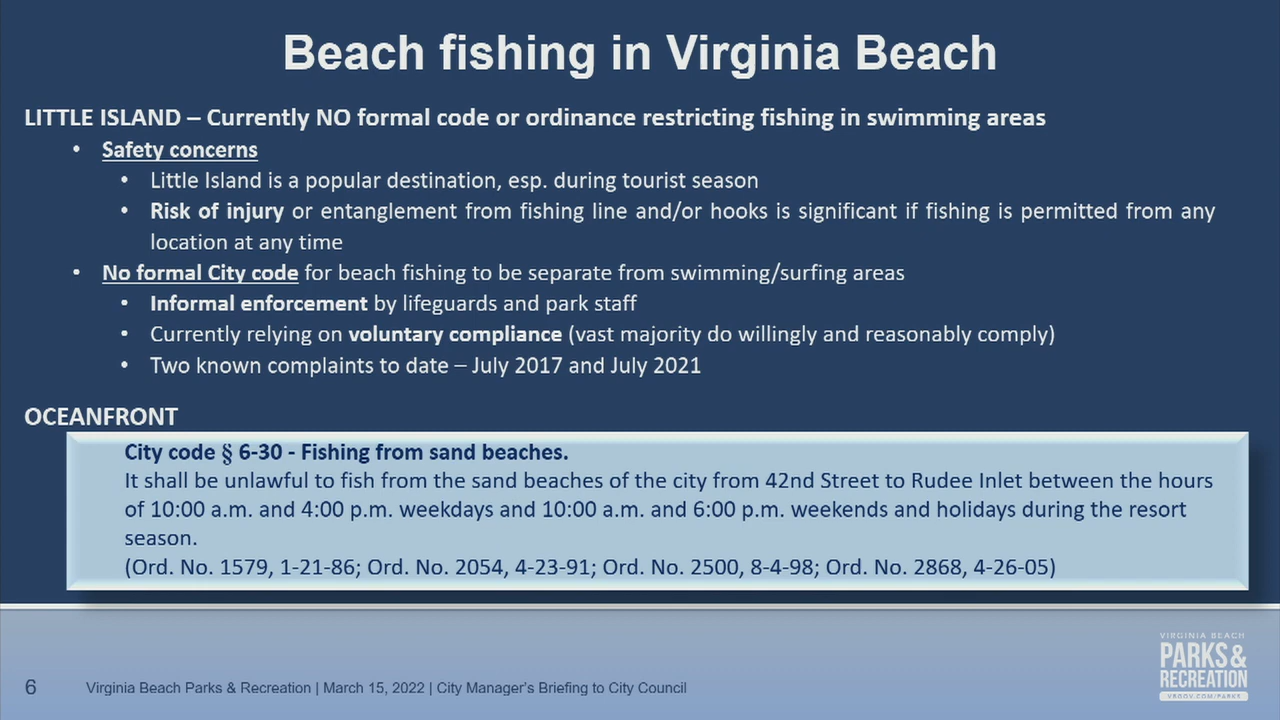 Beach fishing in Virginia Beach
LITTLE ISLAND – Currently NO formal code or ordinance restricting fishing in swimming areas
• Safety concerns
• Little Island is a popular destination, esp. during tourist season
• Risk of injury or entanglement from fishing line and/or hooks is significant if fishing is permitted from any
location at any time
• No formal City code for beach fishing to be separate from swimming/surfing areas
• Informal enforcement by lifeguards and park staff
• Currently relying on voluntary compliance (vast majority do willingly and reasonably comply)
• Two known complaints to date – July 2017 and July 2021
OCEANFRONT
City code § 6-30 - Fishing from sand beaches.
It shall be unlawful to fish from the sand beaches of the city from 42nd Street to Rudee Inlet between the hours
of 10:00 a.m. and 4:00 p.m. weekdays and 10:00 a.m. and 6:00 p.m. weekends and holidays during the resort
season.
(Ord. No. 1579, 1-21-86; Ord. No. 2054, 4-23-91; Ord. No. 2500, 8-4-98; Ord. No. 2868, 4-26-05)
VIRGINIA BEACH
PARKS &
RECREATION
VBGOV.COM/PARKS
6 Virginia Beach Parks & Recreation | March 15, 2022 | City Manager's Briefing to City Council